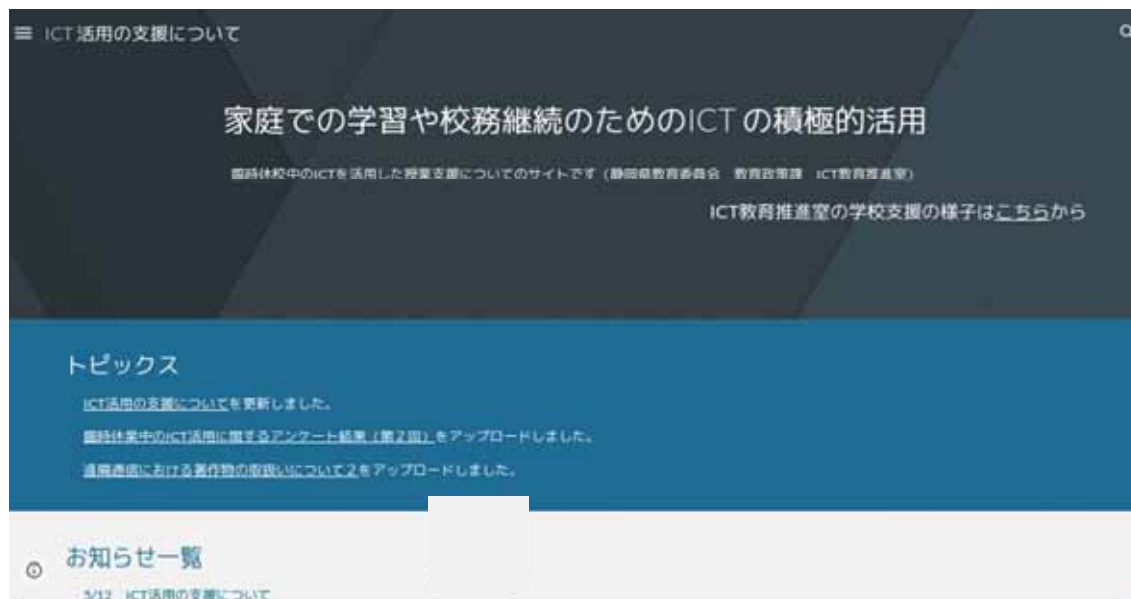 ICT活用の支援について
家庭での学習や校務継続のためのICT の積極的活用
臨時休校中のICTを活用した授業支援についてのサイトです（静岡県教育委員会 教育政策課 ICT教育推進室）
ICT教育推進室の学校支援の様子はこちらから
トピックス
ICT活用の支援についてを更新しました。
臨時休業中のICT活用に関するアンケート結果（第2回）をアップロードしました。
遠隔通信における著作物の取扱いについて２をアップロードしました。
お知らせ一覧
5/12 ICT活用の支援について